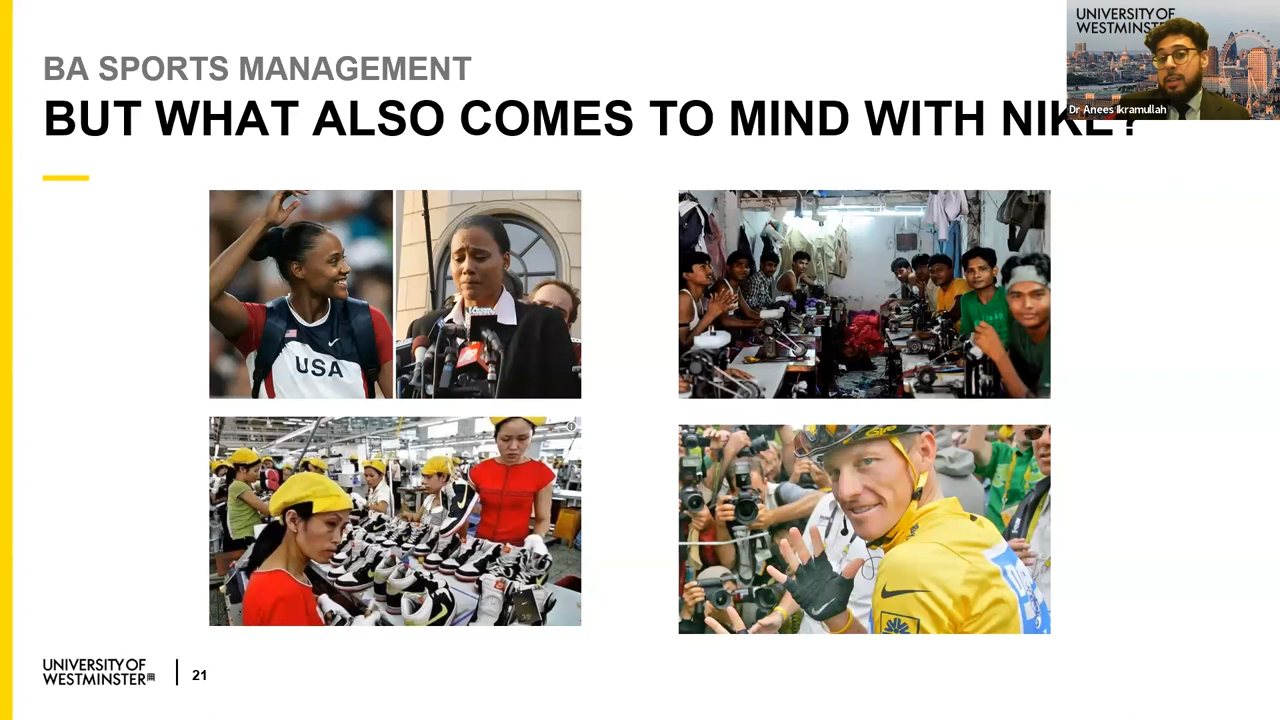 UNIVERSITY OF
WESTMINSTER
BA SPORTS MANAGEMENT
BUT WHAT ALSO COMES TO MIND WITH NIKE?
Dr Anees Ikramullah
USA
Giro
UNIVERSITY OF
WESTMINSTER
21